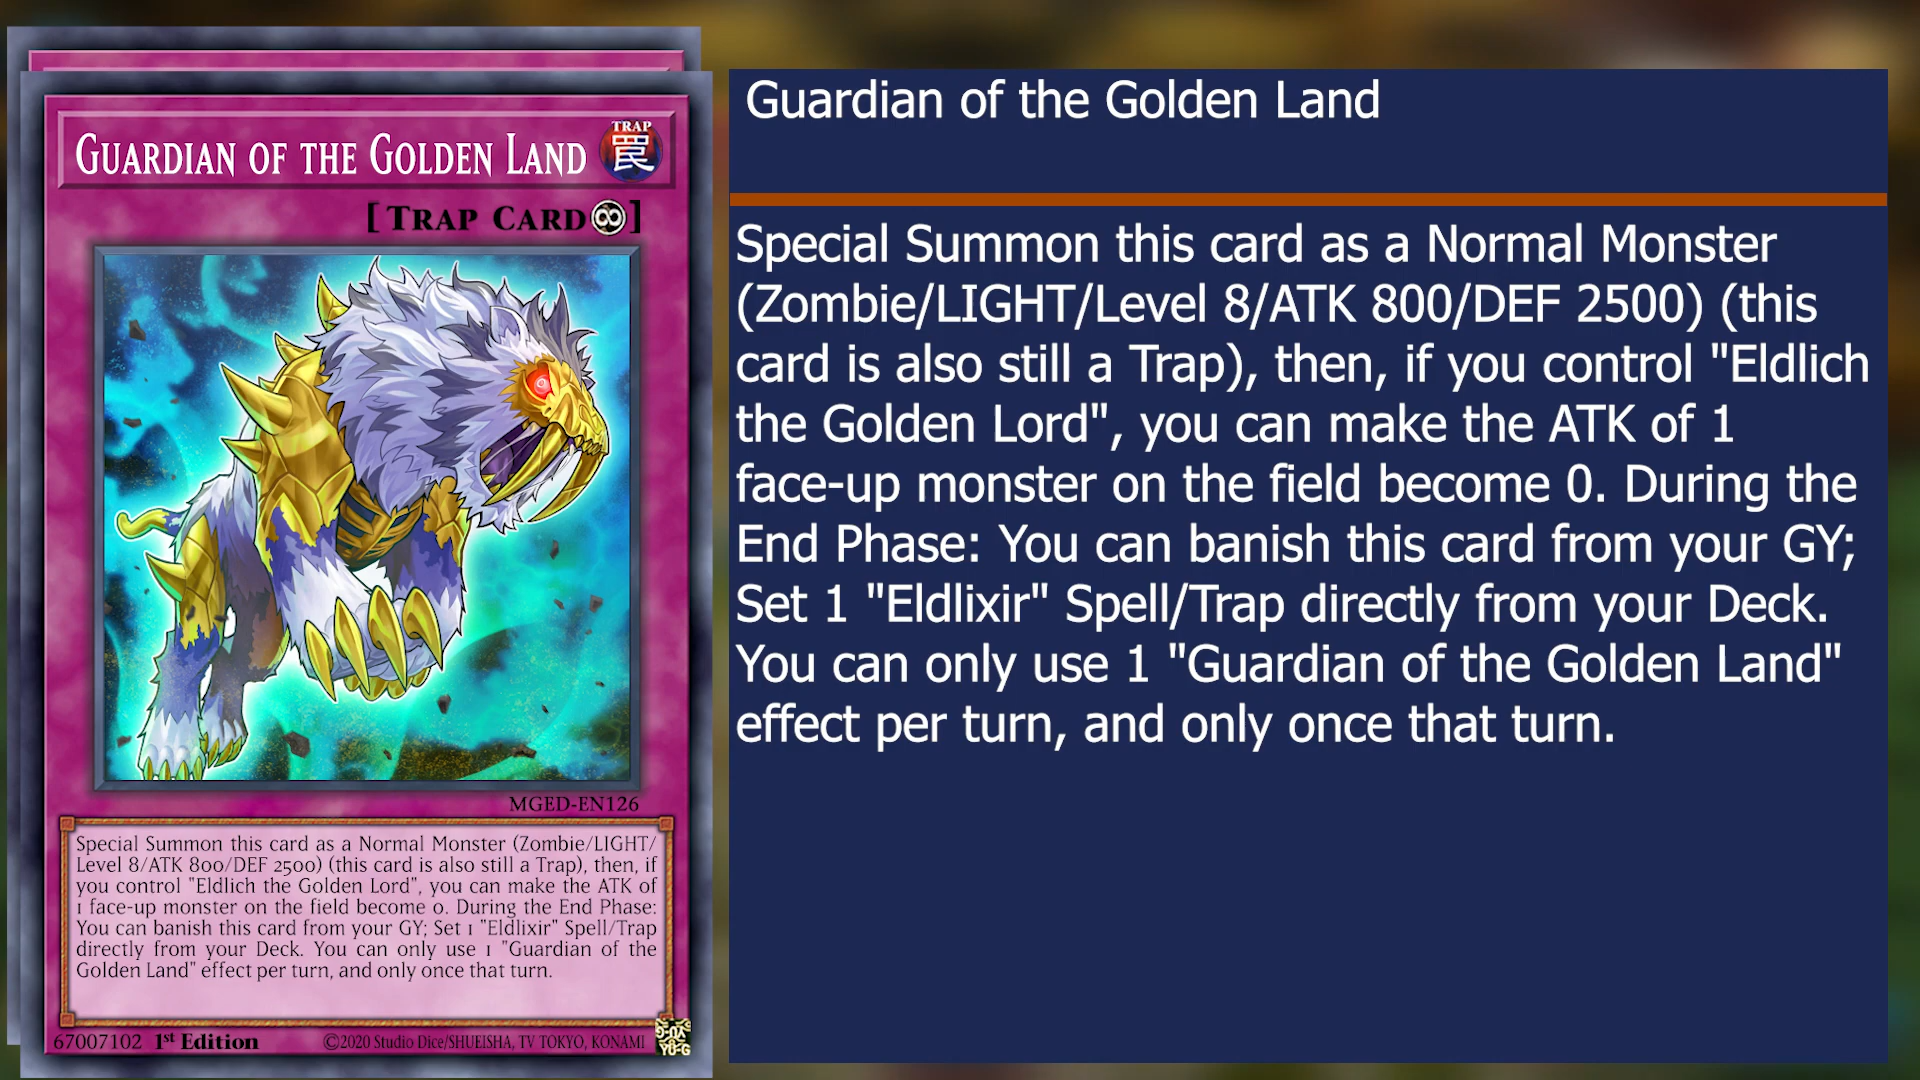 GUARDIAN OF THE GOLDEN LAND
TRAP
罠
[TRAP CARD]
MGED-EN126
Special Summon this card as a Normal Monster (Zombie/LIGHT/
Level 8/ATK 800/DEF 2500) (this card is also still a Trap), then, if
you control "Eldlich the Golden Lord", you can make the ATK of
1 face-up monster on the field become 0. During the End Phase:
You can banish this card from your GY; Set 1 "Eldlixir" Spell/Trap
directly from your Deck. You can only use 1 "Guardian of the
Golden Land" effect per turn, and only once that turn.
67007102 1st Edition ©2020 Studio Dice/SHUEISHA, TV TOKYO, KONAMI
Guardian of the Golden Land
Special Summon this card as a Normal Monster
(Zombie/LIGHT/Level 8/ATK 800/DEF 2500) (this
card is also still a Trap), then, if you control "Eldlich
the Golden Lord", you can make the ATK of 1
face-up monster on the field become 0. During the
End Phase: You can banish this card from your GY;
Set 1 "Eldlixir" Spell/Trap directly from your Deck.
You can only use 1 "Guardian of the Golden Land"
effect per turn, and only once that turn.